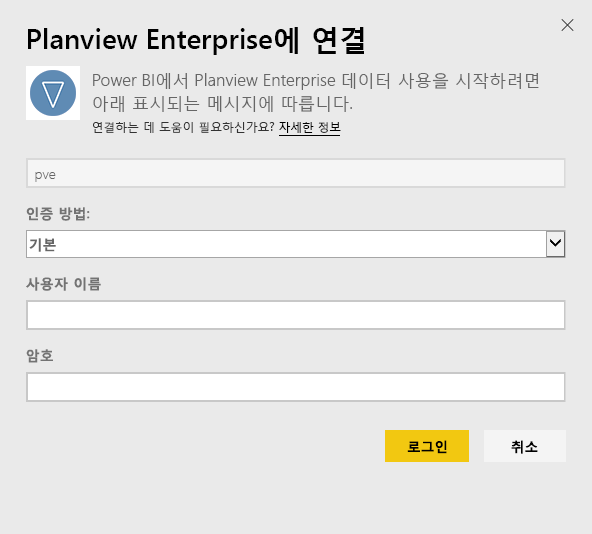 Planview Enterprise에 연결
Power BI에서 Planview Enterprise 데이터 사용을 시작하려면
아래 표시되는 메시지에 따릅니다.
연결하는 데 도움이 필요하신가요? 자세한 정보
pve
인증 방법:
기본
사용자 이름
암호
로그인
취소